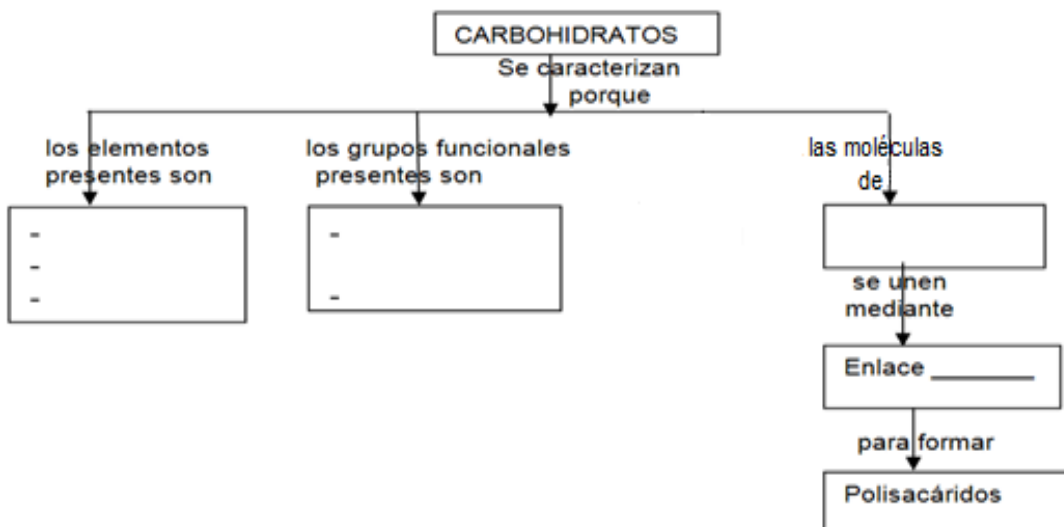 CARBOHIDRATOS
Se caracterizan
porque
los elementos
presentes son
-
-
-
los grupos funcionales
presentes son
-
-
las moléculas
de
se unen
mediante
Enlace ________
para formar
Polisacáridos